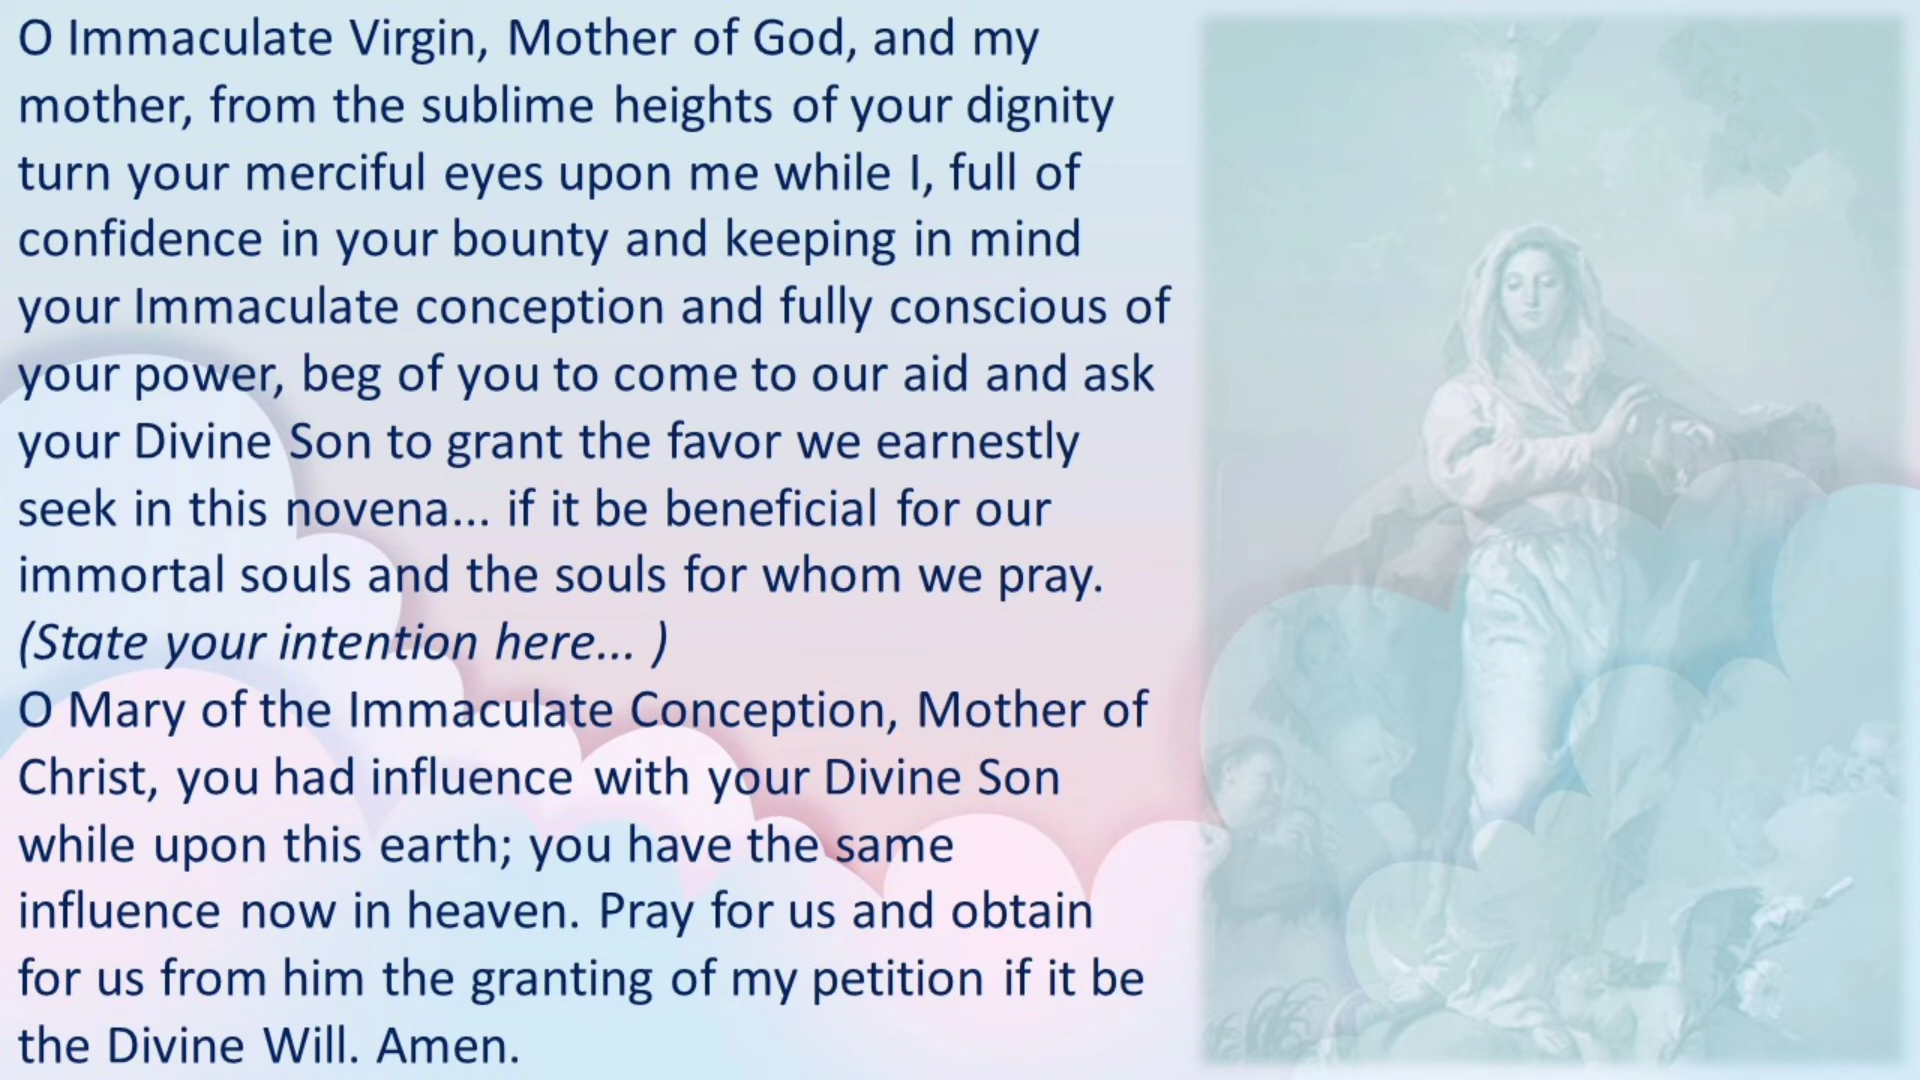 O Immaculate Virgin, Mother of God, and my
mother, from the sublime heights of your dignity
turn your merciful eyes upon me while I, full of
confidence in your bounty and keeping in mind
your Immaculate conception and fully conscious of
your power, beg of you to come to our aid and ask
your Divine Son to grant the favor we earnestly
seek in this novena... if it be beneficial for our
immortal souls and the souls for whom we pray.
(State your intention here... )
O Mary of the Immaculate Conception, Mother of
Christ, you had influence with your Divine Son
while upon this earth; you have the same
influence now in heaven. Pray for us and obtain
for us from him the granting of my petition if it be
the Divine Will. Amen.